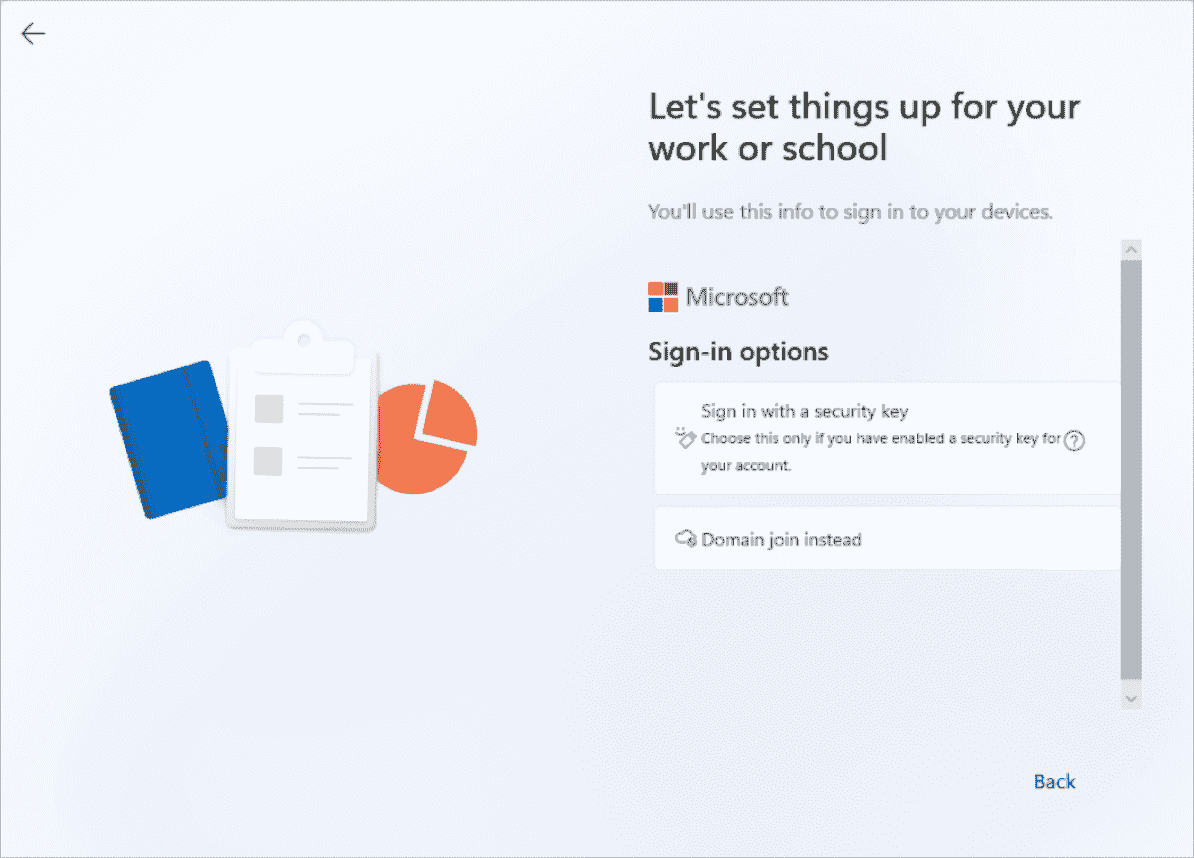 Let's set things up for your
work or school
You'll use this info to sign in to your devices.
Microsoft
Sign-in options
Sign in with a security key
Choose this only if you have enabled a security key for
your account.
Domain join instead
Back